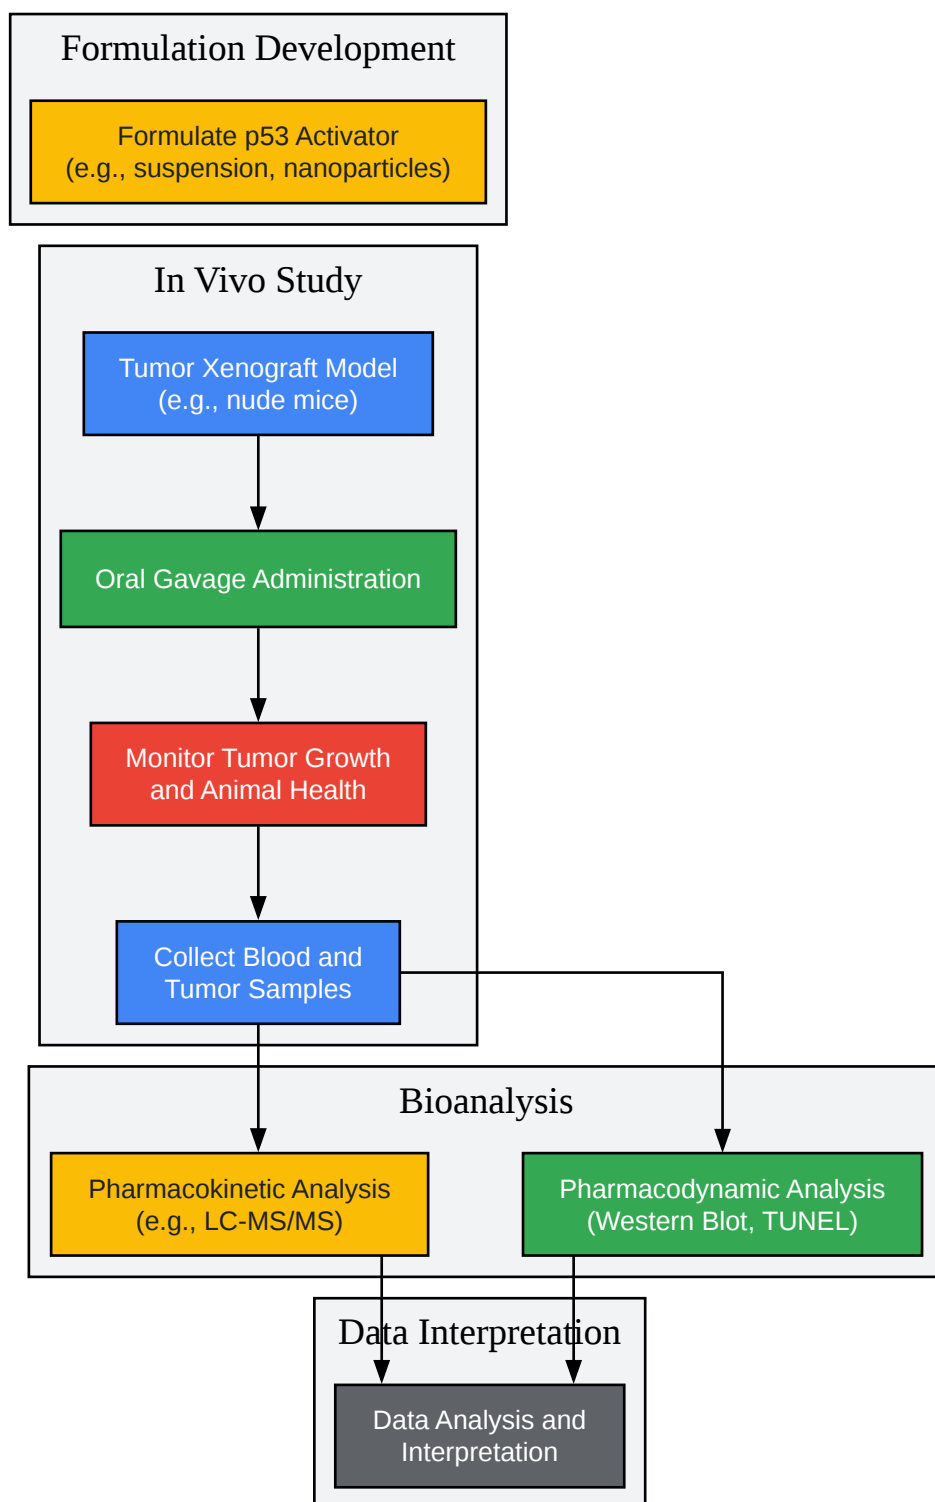 Formulation Development
Formulate p53 Activator
(e.g., suspension, nanoparticles)
In Vivo Study
Tumor Xenograft Model
(e.g., nude mice)
Oral Gavage Administration
Monitor Tumor Growth
and Animal Health
Collect Blood and
Tumor Samples
Bioanalysis
Pharmacokinetic Analysis
(e.g., LC-MS/MS)
Pharmacodynamic Analysis
(Western Blot, TUNEL)
Data Interpretation
Data Analysis and
Interpretation